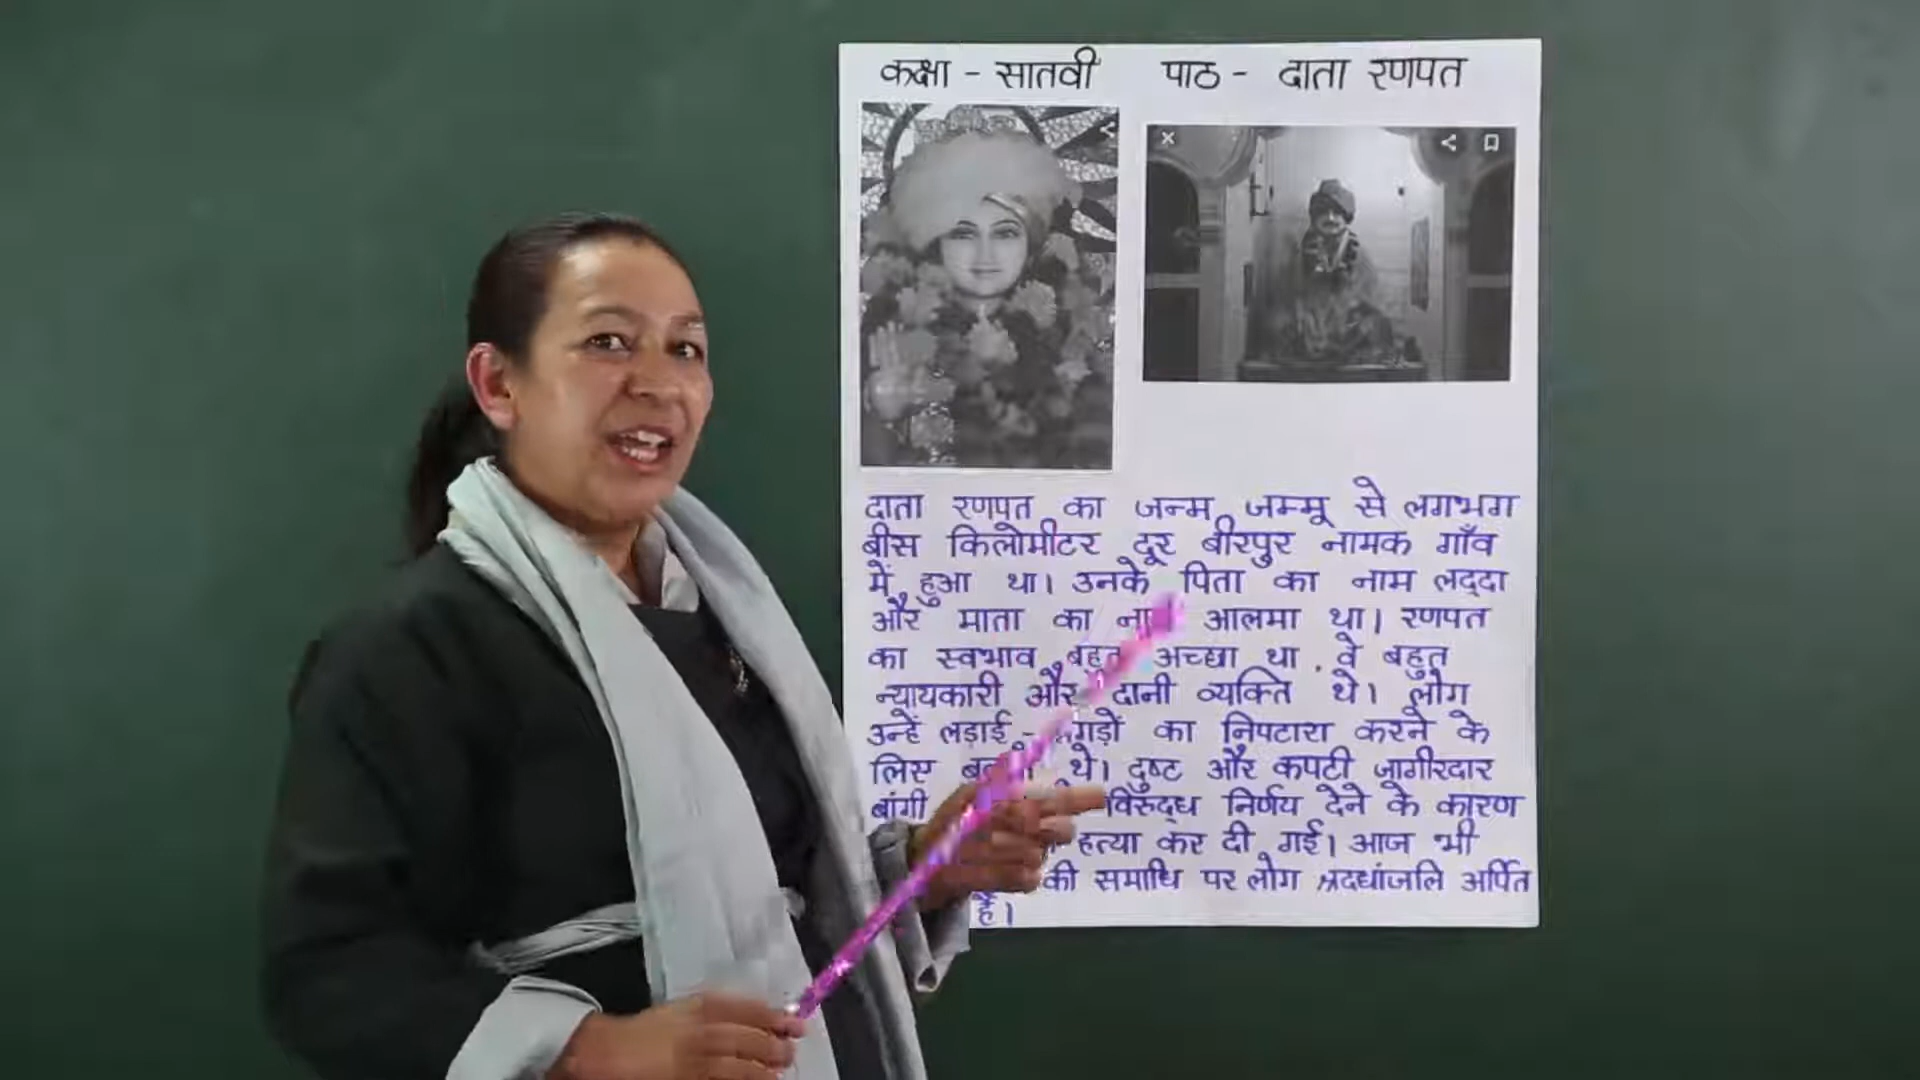 कक्षा - सातवी पाठ - दाता रणपत
दाता रणपत का जन्म जम्मू से लगभग
बीस किलोमीटर दूर बीरपुर नामक गाँव
में हुआ था। उनके पिता का नाम लद्दा
और माता का आलमा था। रणपत
का स्वभाव बहुत अच्छा था . वे बहुत
न्यायकारी और दानी व्यक्ति थे। लोग
उन्हें लड़ाई - का निपटारा करने के
लिए थे। दुष्ट और कपटी जागीरदार
बांगी विरुद्ध निर्णय देने के कारण
हत्या कर दी गई। आज भी
की समाधि पर लोग श्रदधांजलि अर्पित
हैं।